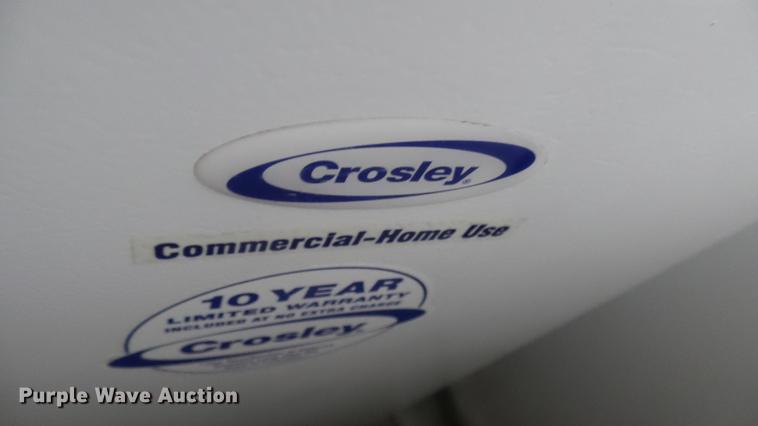 Crosley®
Commercial-Home Use
10 YEAR
LIMITED WARRANTY
INCLUDED AT NO EXTRA CHARGE
Crosley
Purple Wave Auction